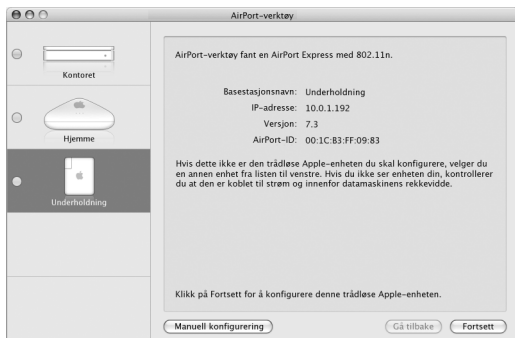 AirPort-verktøy
Kontoret
Hjemme
Underholdning
AirPort-verktøy fant en AirPort Express med 802.11n.
Basestasjonsnavn: Underholdning
IP-adresse: 10.0.1.192
Versjon: 7.3
AirPort-ID: 00:1C:B3:FF:09:83
Hvis dette ikke er den trådløse Apple-enheten du skal konfigurere, velger du
en annen enhet fra listen til venstre. Hvis du ikke ser enheten din, kontrollerer
du at den er koblet til strøm og innenfor datamaskinens rekkevidde.
Klikk på Fortsett for å konfigurere denne trådløse Apple-enheten.
Manuell konfigurering
Gå tilbake
Fortsett